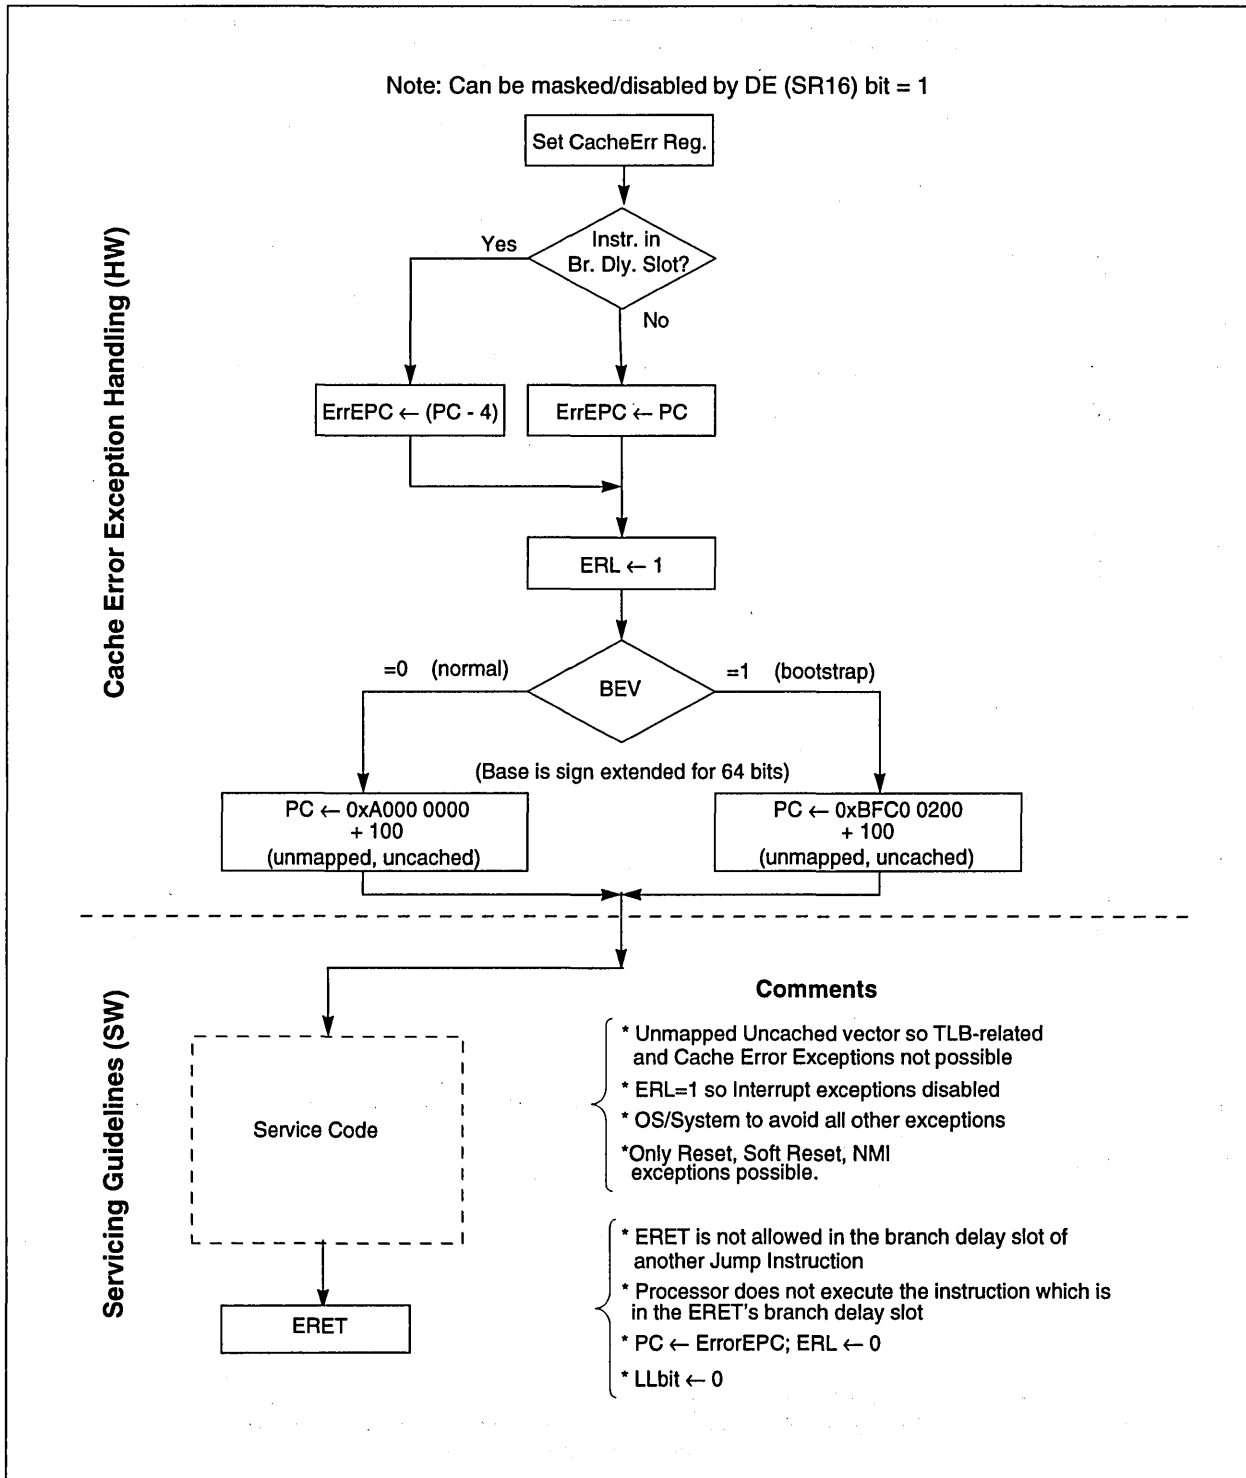 Note: Can be masked/disabled by DE (SR16) bit = 1
Set CacheErr Reg.
Cache Error Exception Handling (HW)
Yes
Instr. in
Br. Dly. Slot?
No
ErrEPC ← (PC - 4)
ErrEPC ← PC
ERL ← 1
=0 (normal)
BEV
=1 (bootstrap)
(Base is sign extended for 64 bits)
PC ← 0xA000 0000
+ 100
(unmapped, uncached)
PC ← 0xBFC0 0200
+ 100
(unmapped, uncached)
Servicing Guidelines (SW)
Service Code
ERET
Comments
* Unmapped Uncached vector so TLB-related
and Cache Error Exceptions not possible
* ERL=1 so Interrupt exceptions disabled
* OS/System to avoid all other exceptions
*Only Reset, Soft Reset, NMI
exceptions possible.
* ERET is not allowed in the branch delay slot of
another Jump Instruction
* Processor does not execute the instruction which is
in the ERET's branch delay slot
* PC ← ErrorEPC; ERL ← 0
* LLbit ← 0